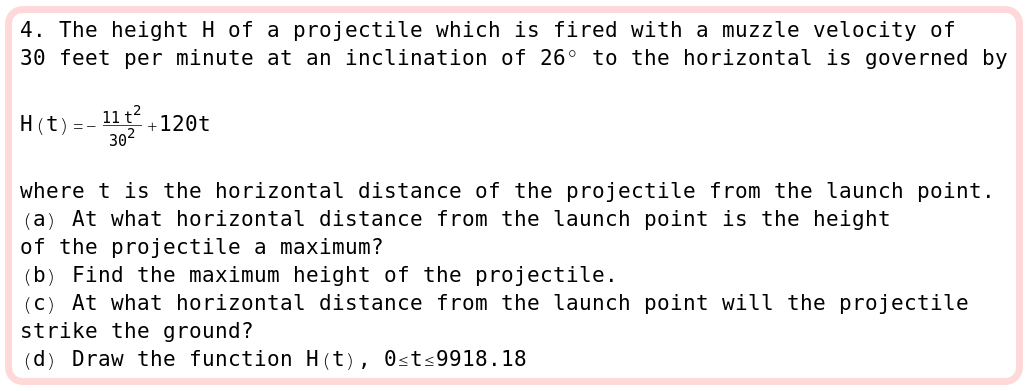 4. The height H of a projectile which is fired with a muzzle velocity of
30 feet per minute at an inclination of 26° to the horizontal is governed by
H(t)=-\frac{11t^2}{30^2}+120t
where t is the horizontal distance of the projectile from the launch point.
(a) At what horizontal distance from the launch point is the height
of the projectile a maximum?
(b) Find the maximum height of the projectile.
(c) At what horizontal distance from the launch point will the projectile
strike the ground?
(d) Draw the function H(t), 0≤t≤9918.18